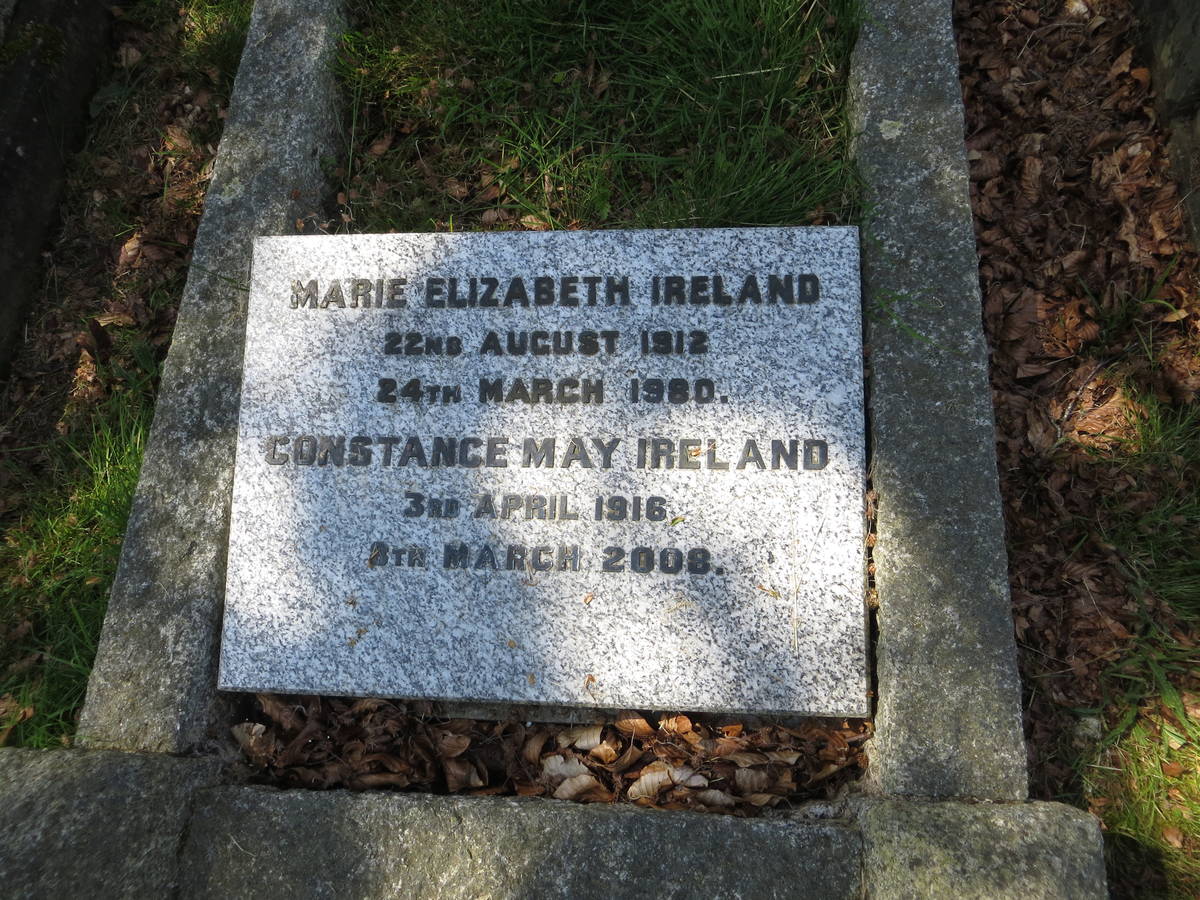 MARIE ELIZABETH IRELAND
22ND AUGUST 1912
24TH MARCH 1980.
CONSTANCE MAY IRELAND
3RD APRIL 1916
8TH MARCH 2008.